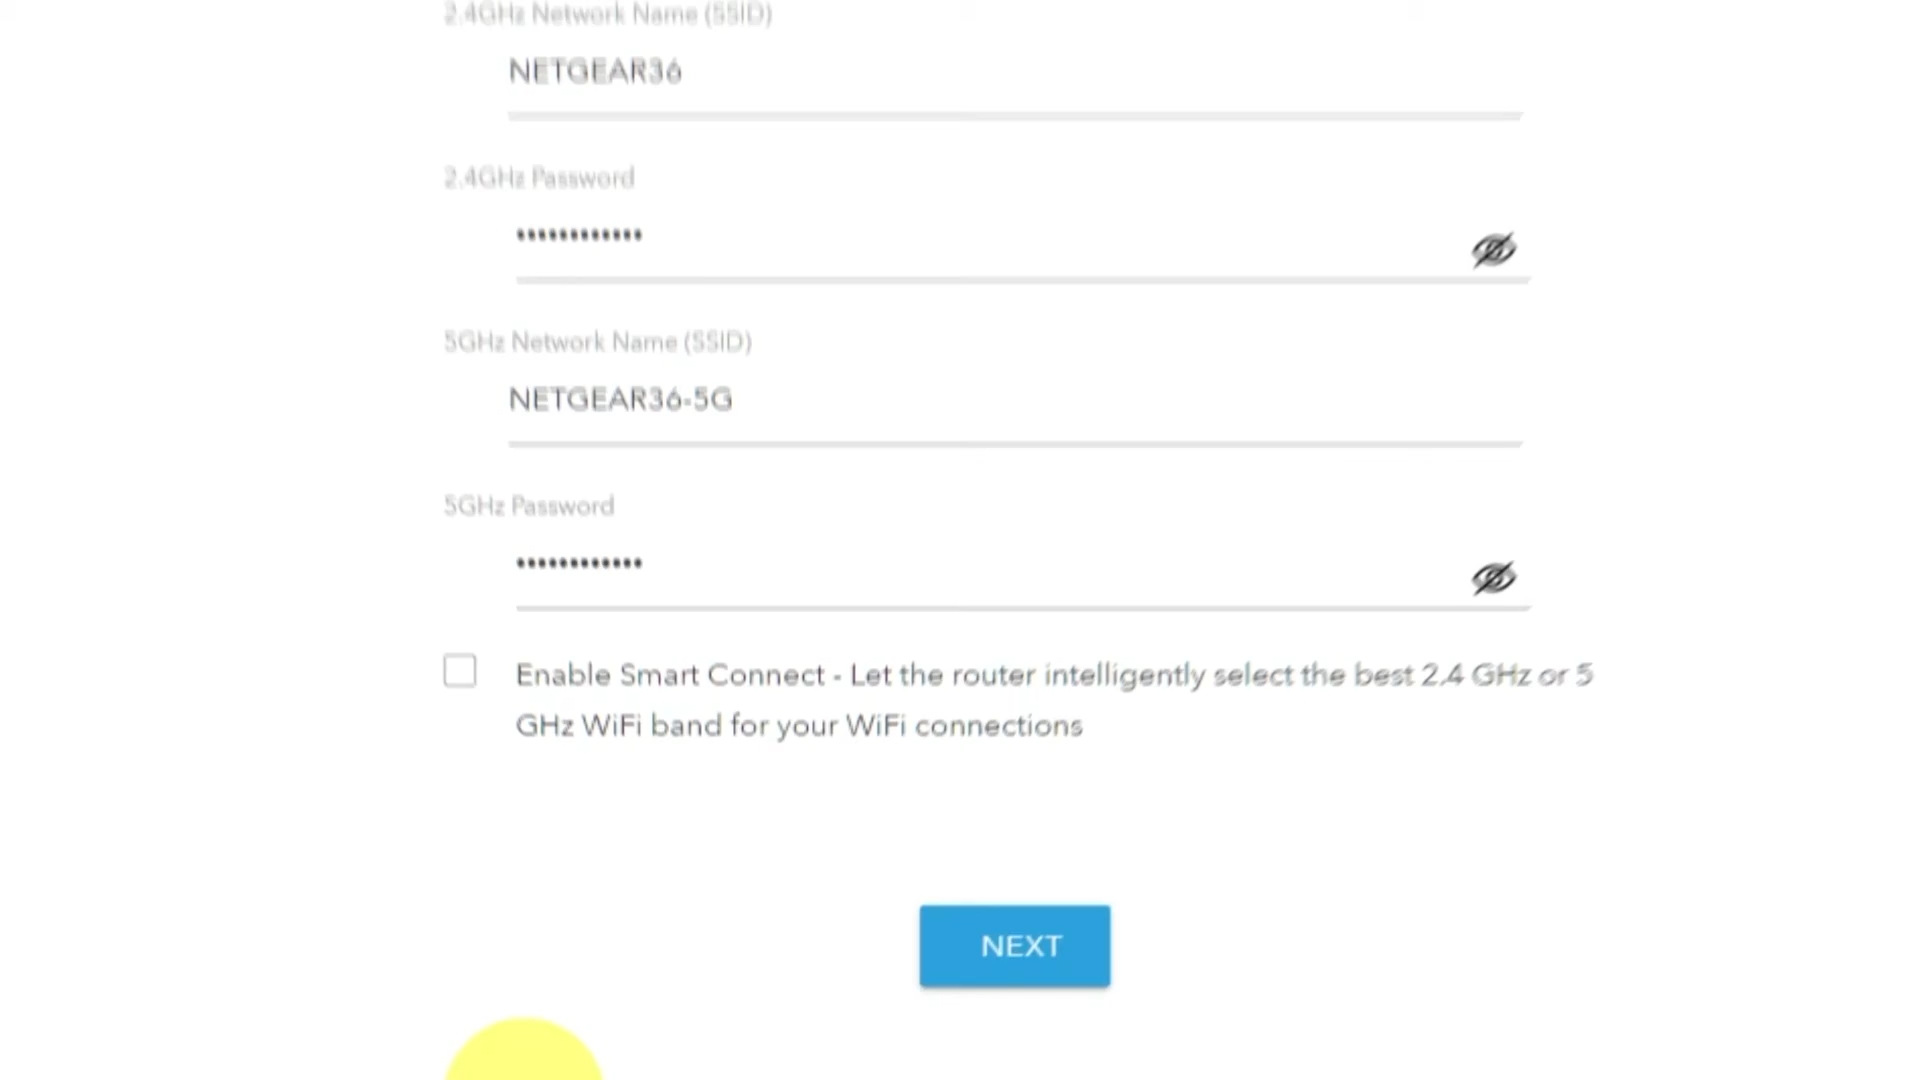 2.4GHz Network Name (SSID)
NETGEAR36
2.4GHz Password
••••••••••••
5GHz Network Name (SSID)
NETGEAR36-5G
5GHz Password
••••••••••••
Enable Smart Connect - Let the router intelligently select the best 2.4 GHz or 5
GHz WiFi band for your WiFi connections
NEXT